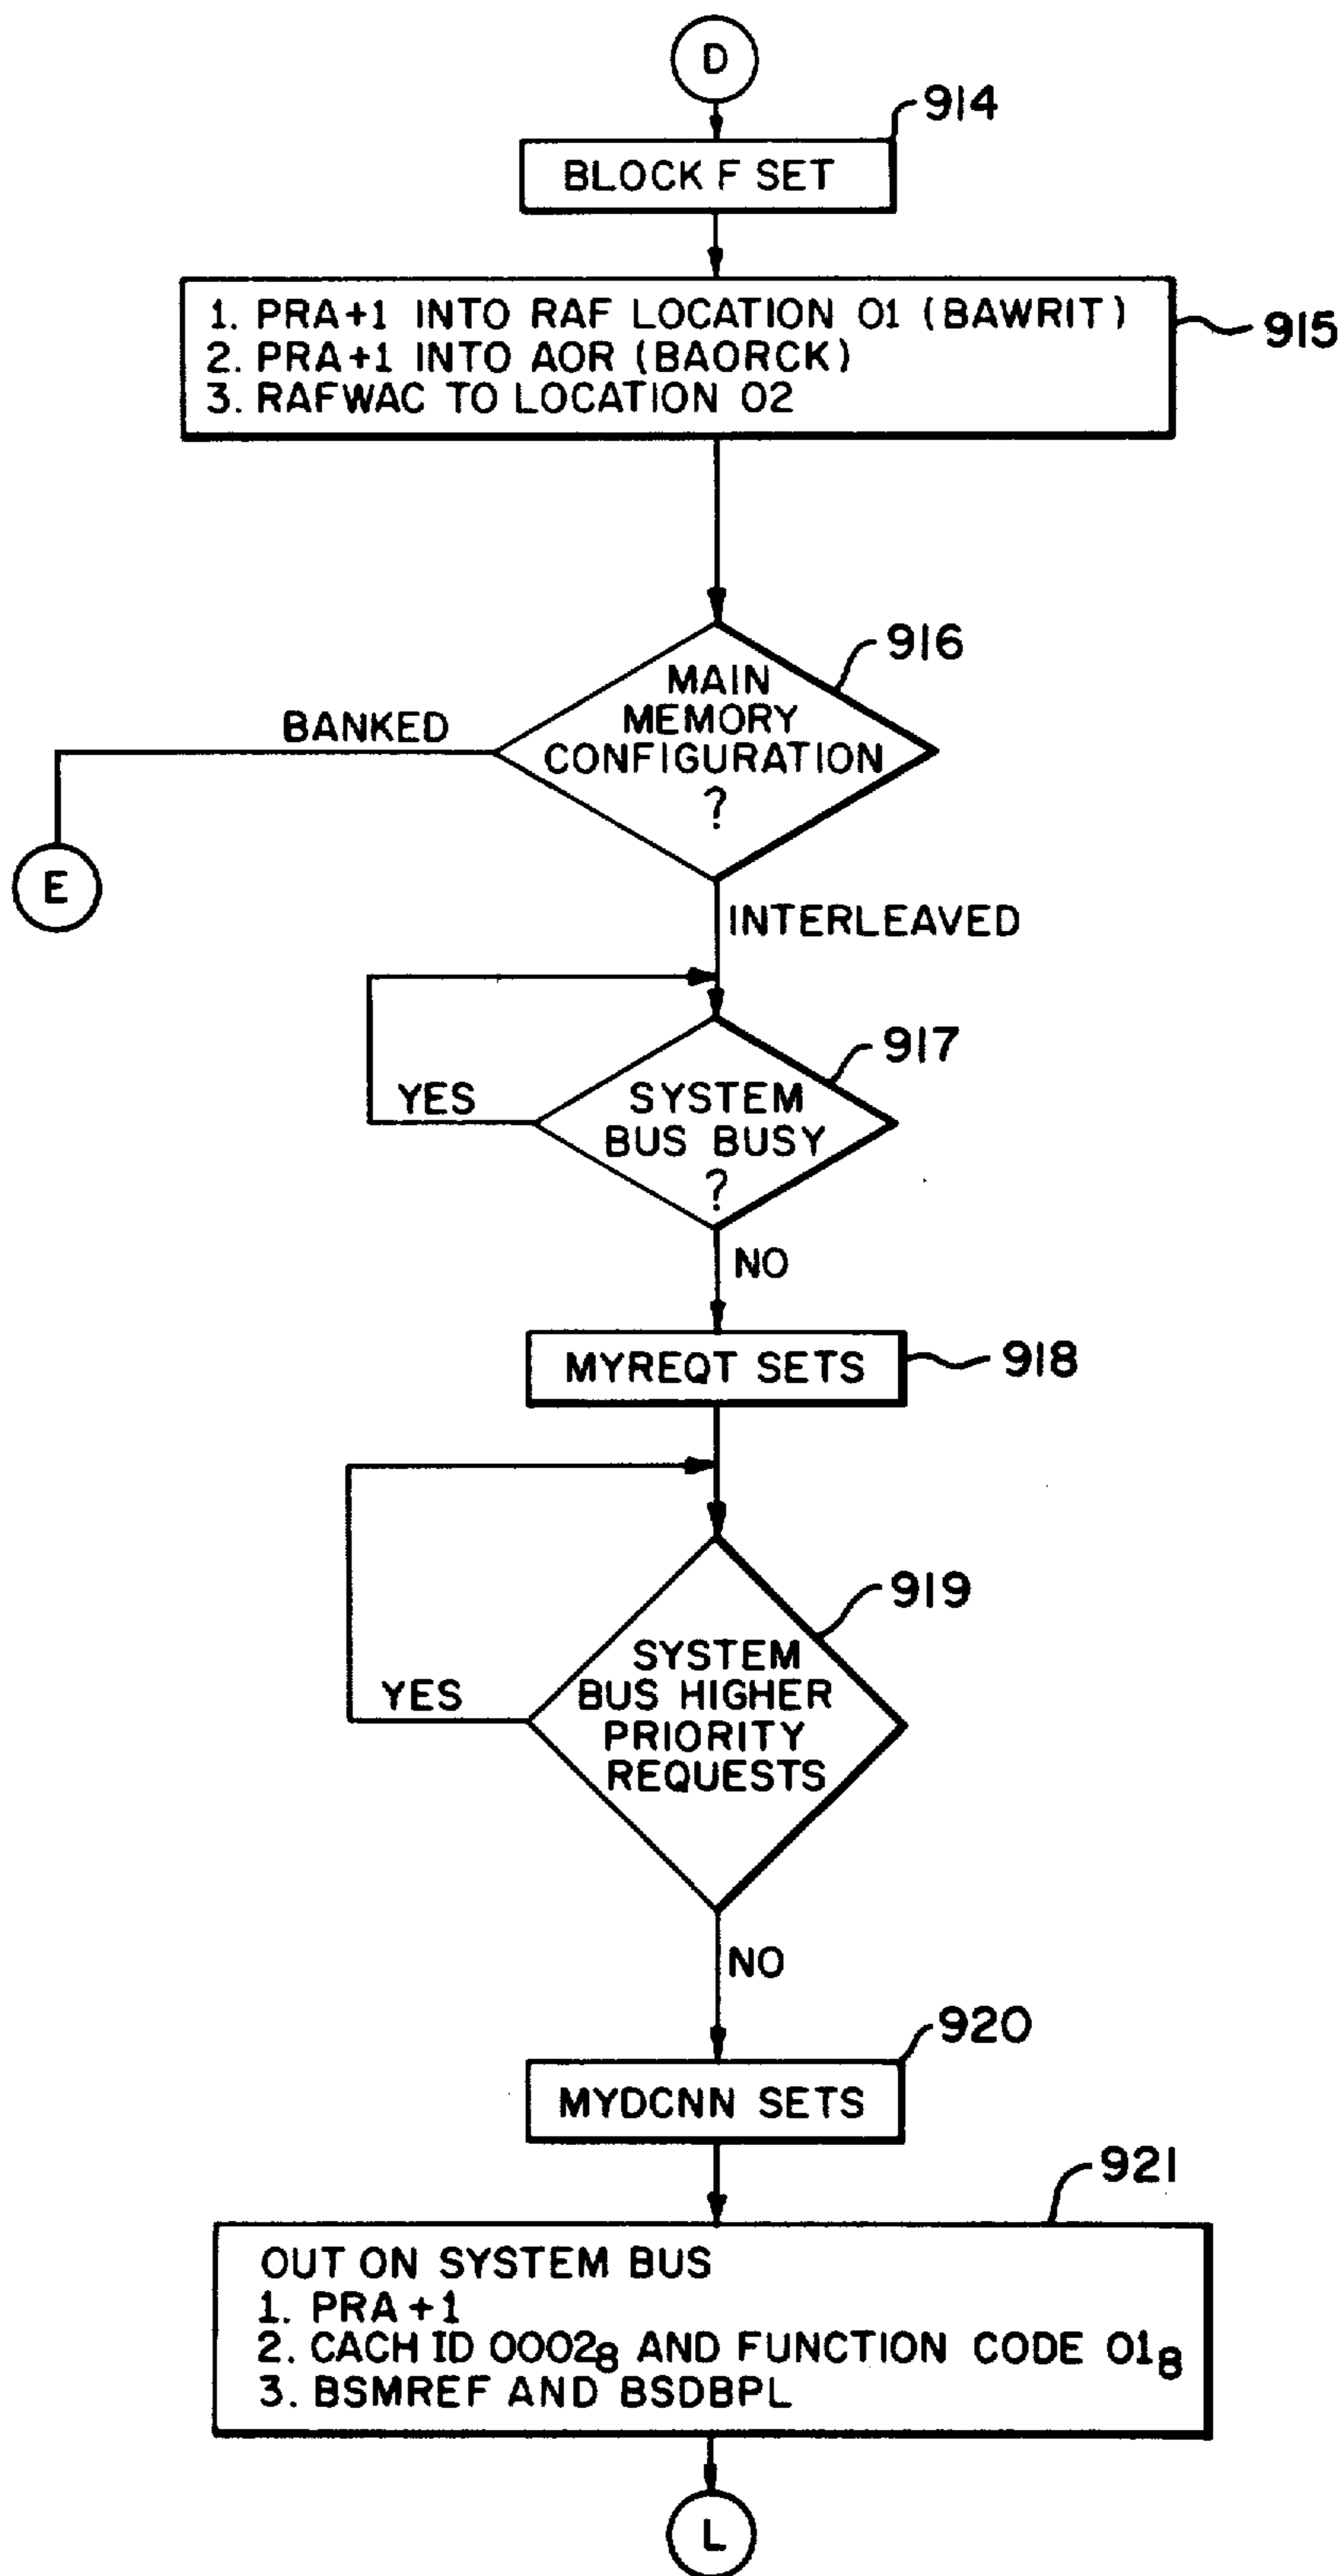 D
914
BLOCK F SET
1. PRA+1 INTO RAF LOCATION 01 (BAWRIT)
2. PRA+1 INTO AOR (BAORCK)
3. RAFWAC TO LOCATION 02
915
916
MAIN
MEMORY
CONFIGURATION
?
BANKED
E
INTERLEAVED
917
SYSTEM
BUS BUSY
?
YES
NO
MYREQT SETS
918
919
SYSTEM
BUS HIGHER
PRIORITY
REQUESTS
YES
NO
920
MYDCNN SETS
921
OUT ON SYSTEM BUS
1. PRA+1
2. CACH ID 0002₈ AND FUNCTION CODE 01₈
3. BSMREF AND BSDBPL
L